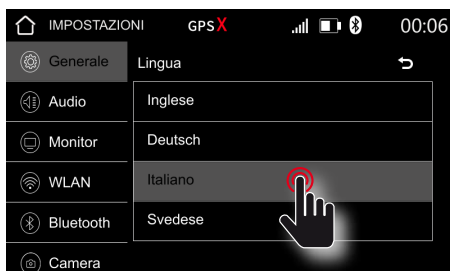 IMPOSTAZIONI GPS X 00:06
Generale
Lingua
Audio
Inglese
Monitor
Deutsch
WLAN
Italiano
Bluetooth
Svedese
Camera